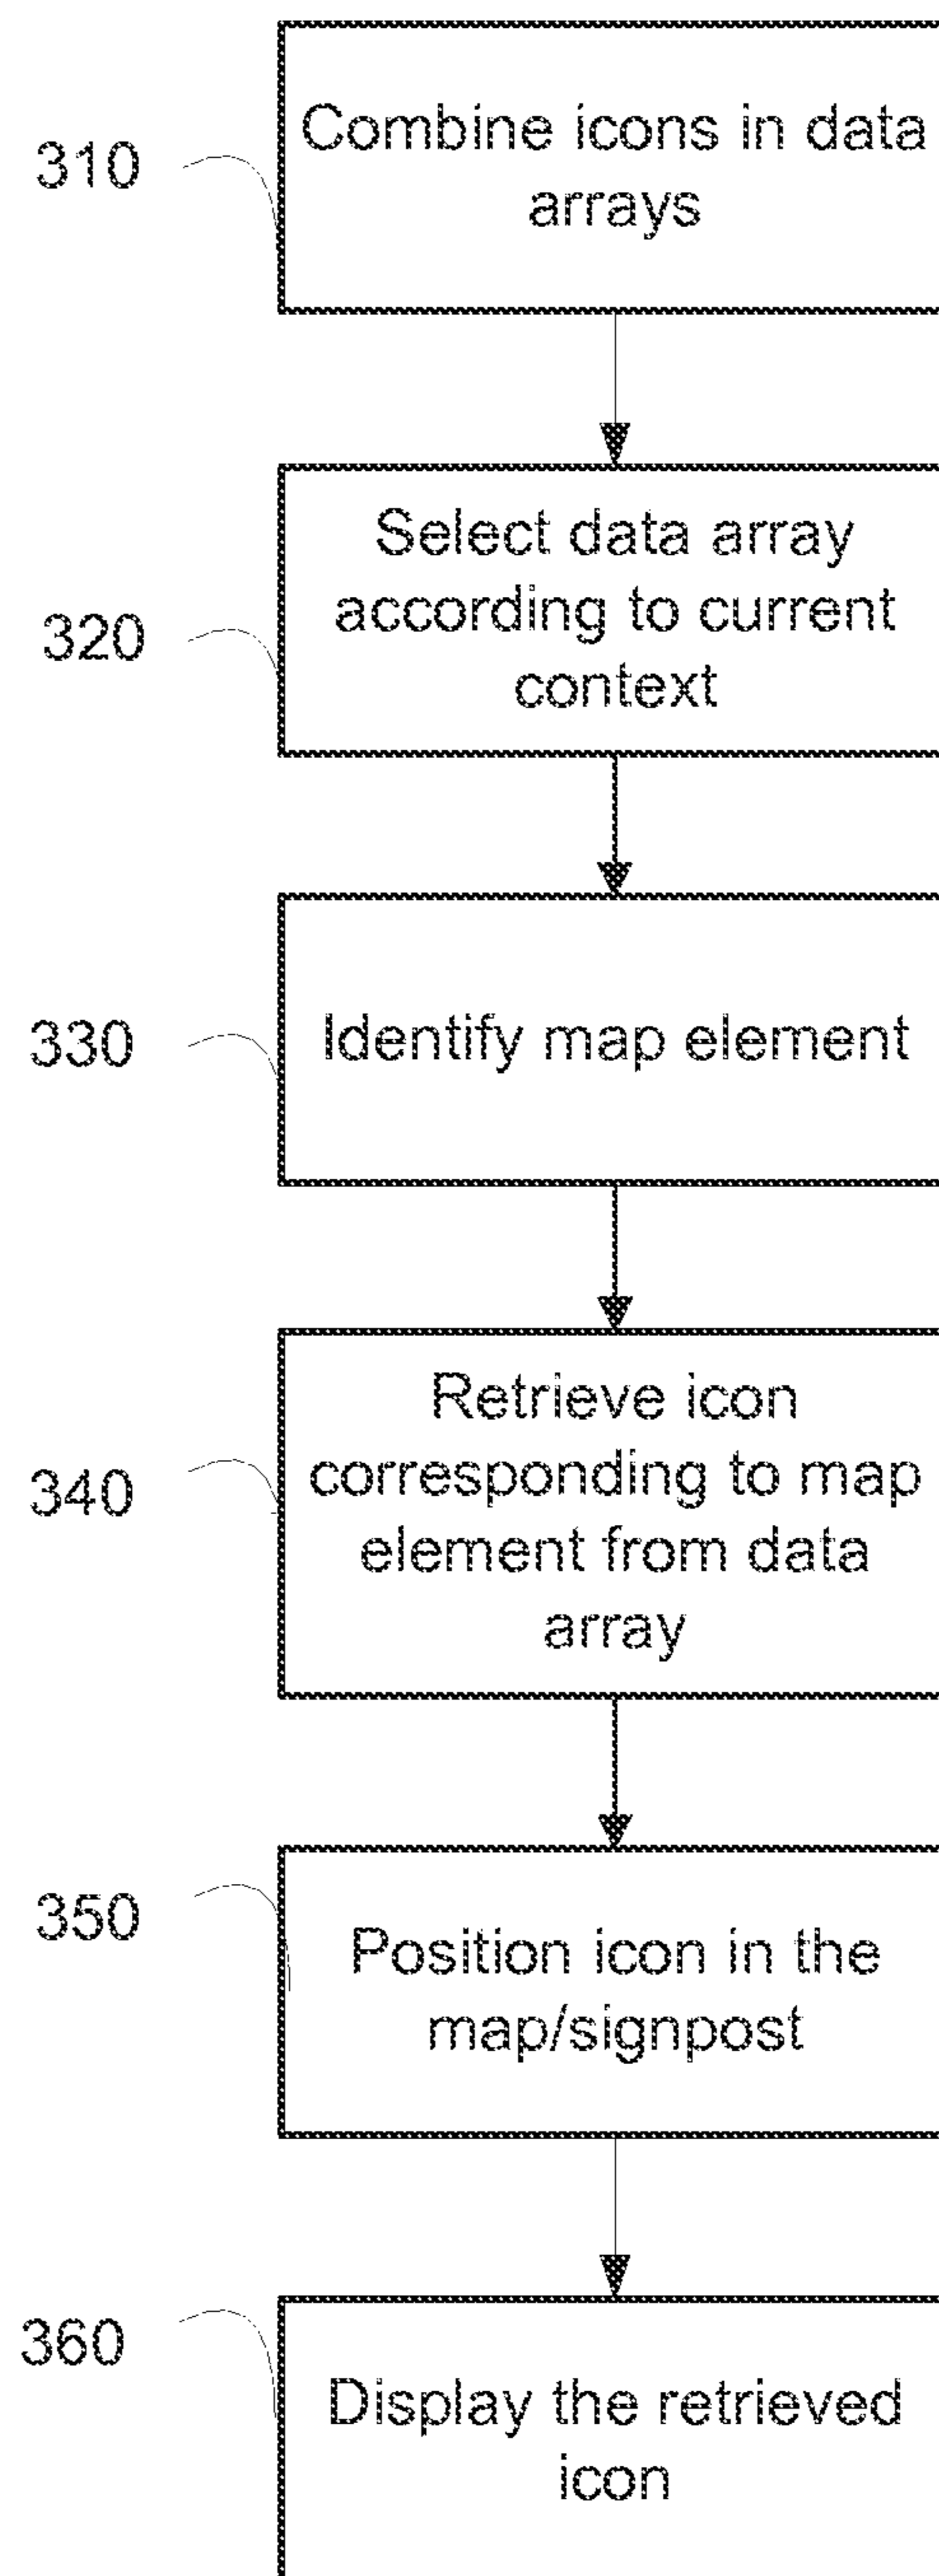 310
Combine icons in data
arrays
320
Select data array
according to current
context
330
Identify map element
340
Retrieve icon
corresponding to map
element from data
array
350
Position icon in the
map/signpost
360
Display the retrieved
icon